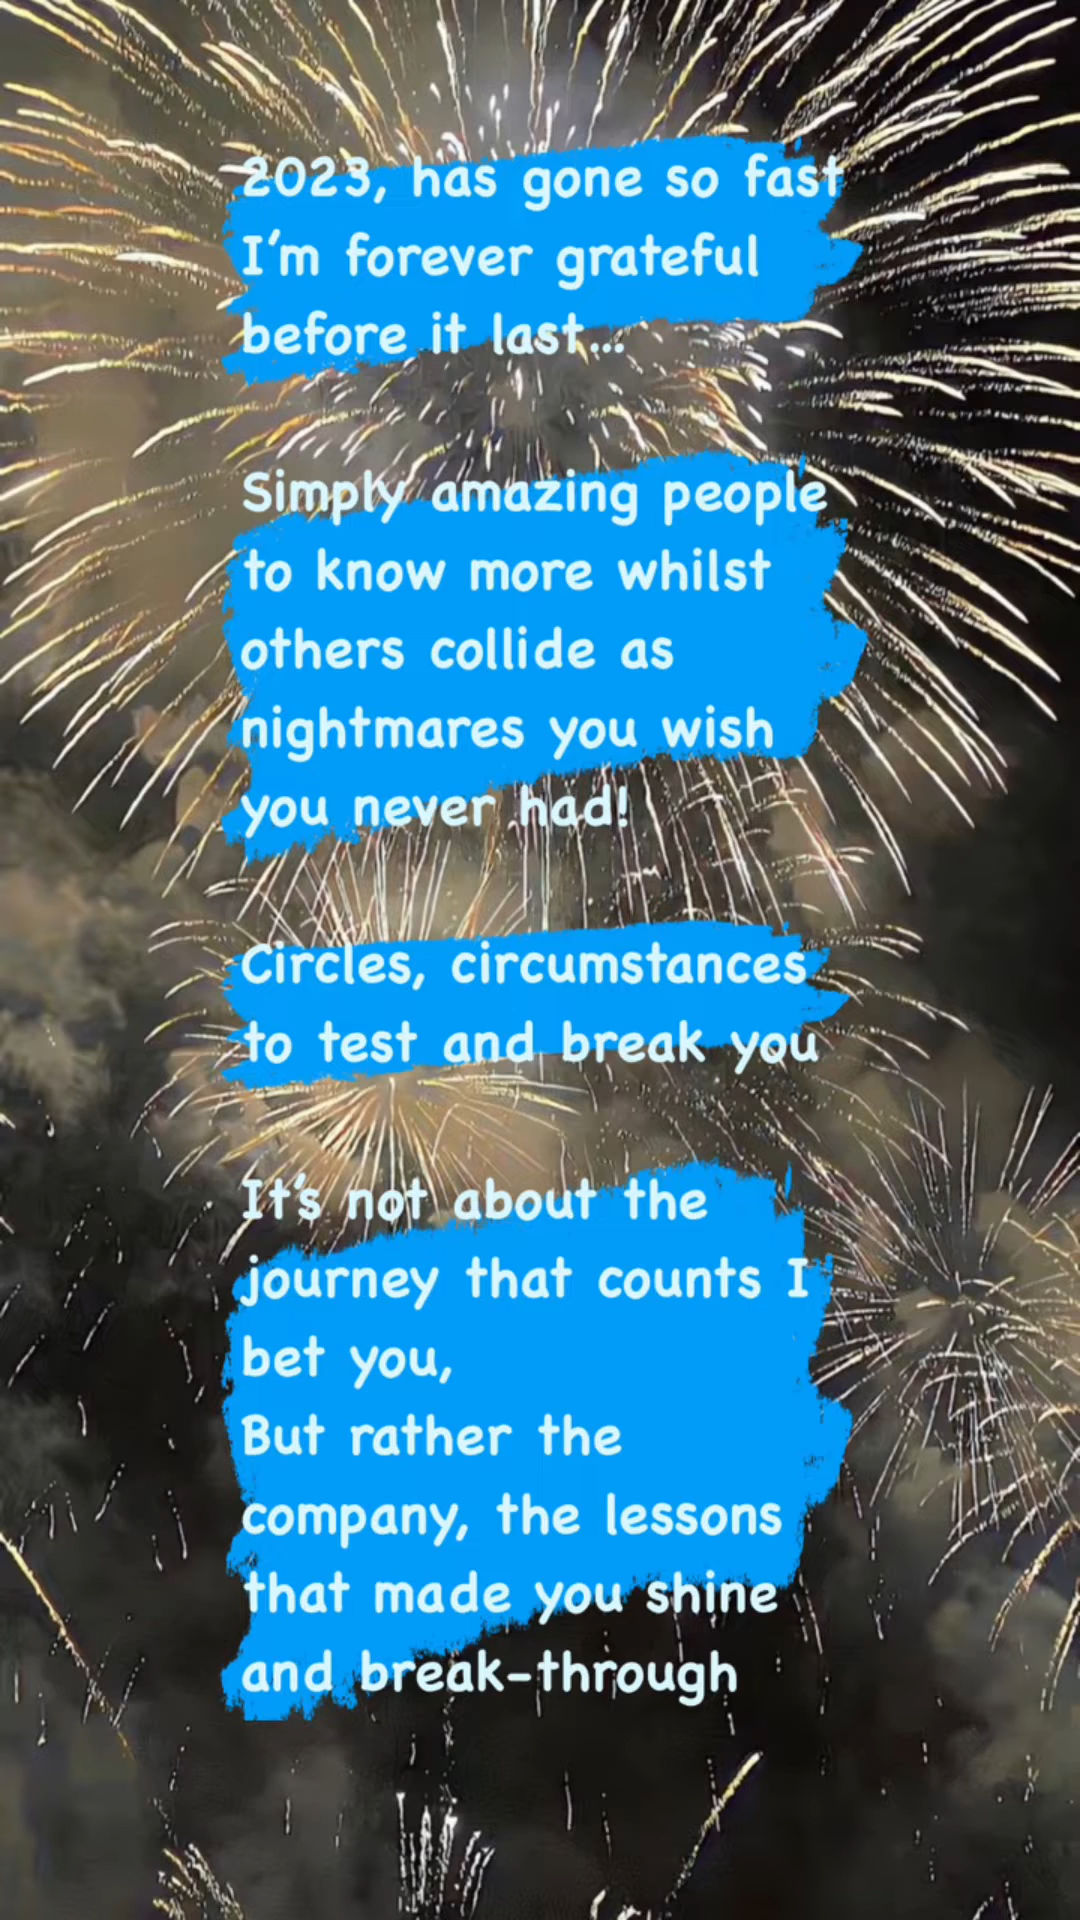 2023, has gone so fast
I'm forever grateful
before it last...
Simply amazing people
to know more whilst
others collide as
nightmares you wish
you never had!
Circles, circumstances
to test and break you
It's not about the
journey that counts I
bet you,
But rather the
company, the lessons
that made you shine
and break-through